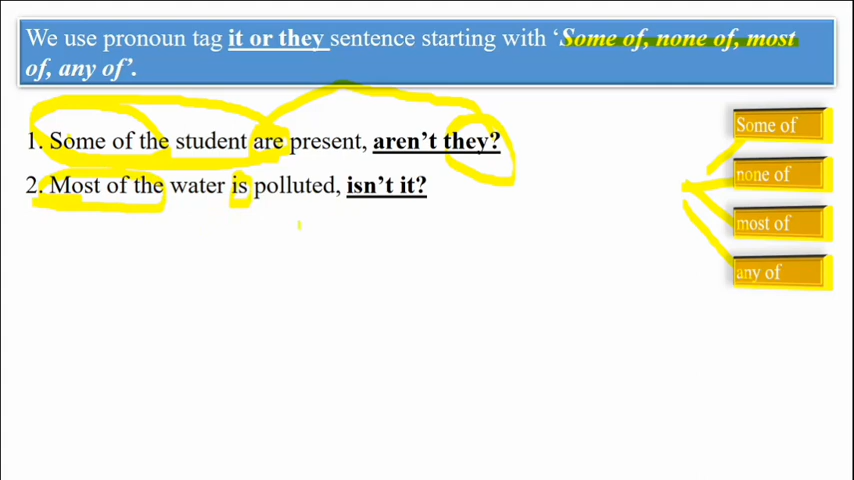 We use pronoun tag it or they sentence starting with ‘Some of, none of, most
of, any of’.
1. Some of the student are present, aren’t they?
2. Most of the water is polluted, isn’t it?
Some of
none of
most of
any of